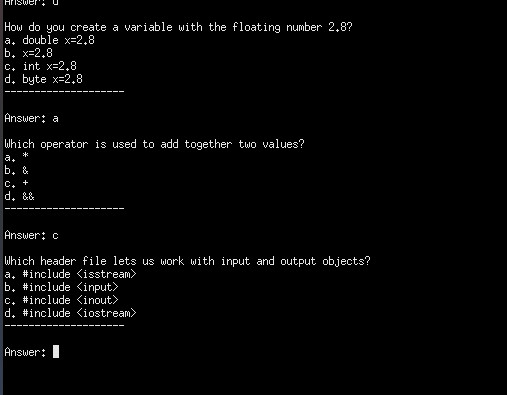 Answer: d
How do you create a variable with the floating number 2.8?
a. double x=2.8
b. x=2.8
c. int x=2.8
d. byte x=2.8
--------------------
Answer: a
Which operator is used to add together two values?
a. *
b. &
c. +
d. &&
--------------------
Answer: c
Which header file lets us work with input and output objects?
a. #include <isstream>
b. #include <input>
c. #include <inout>
d. #include <iostream>
--------------------
Answer: